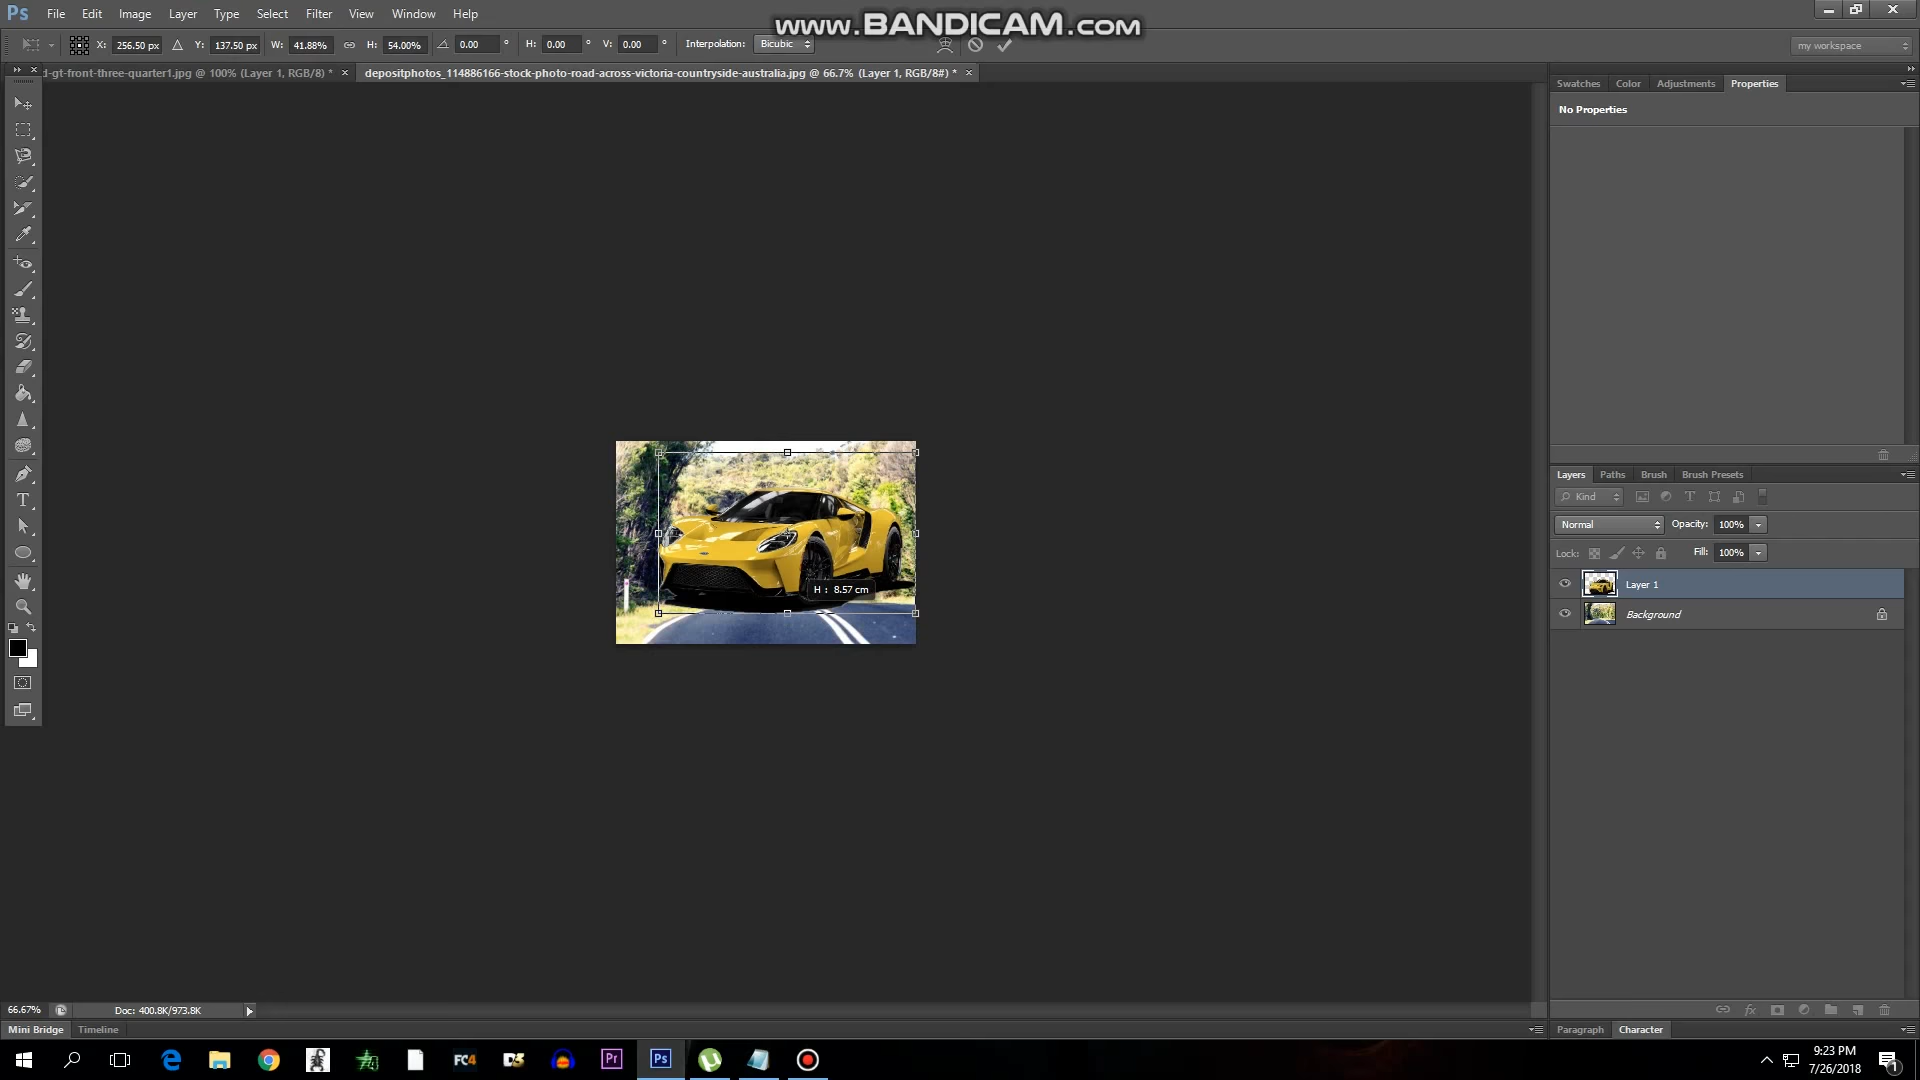 Ps File Edit Image Layer Type Select Filter View Window Help
www.BANDICAM.com
X: 256.50 px Y: 137.50 px W: 41.88% H: 54.00% 0.00 ° H: 0.00 ° V: 0.00 ° Interpolation: Bicubic
my workspace
d-gt-front-three-quarter1.jpg @ 100% (Layer 1, RGB/8) * × depositphotos_114886166-stock-photo-road-across-victoria-countryside-australia.jpg @ 66.7% (Layer 1, RGB/8#) * ×
Swatches Color Adjustments Properties
No Properties
H : 8.57 cm
Layers Paths Brush Brush Presets
Kind
Normal Opacity: 100%
Lock: Fill: 100%
Layer 1
Background
66.67% Doc: 400.8K/973.8K
Mini Bridge Timeline
Paragraph Character
FC4 Pr Ps
9:23 PM
7/26/2018
1